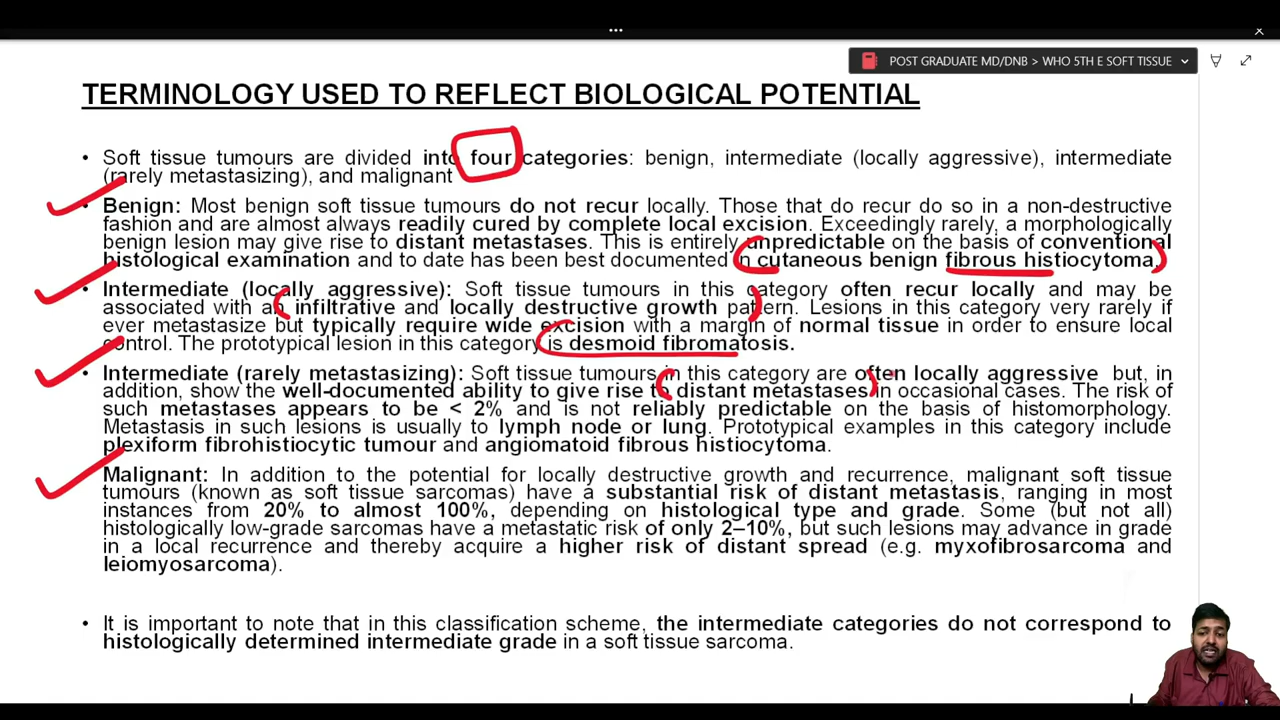 POST GRADUATE MD/DNB > WHO 5TH E SOFT TISSUE
TERMINOLOGY USED TO REFLECT BIOLOGICAL POTENTIAL
• Soft tissue tumours are divided into four categories: benign, intermediate (locally aggressive), intermediate
(rarely metastasizing), and malignant
• Benign: Most benign soft tissue tumours do not recur locally. Those that do recur do so in a non-destructive
fashion and are almost always readily cured by complete local excision. Exceedingly rarely, a morphologically
benign lesion may give rise to distant metastases. This is entirely unpredictable on the basis of conventional
histological examination and to date has been best documented in cutaneous benign fibrous histiocytoma.
• Intermediate (locally aggressive): Soft tissue tumours in this category often recur locally and may be
associated with an infiltrative and locally destructive growth pattern. Lesions in this category very rarely if
ever metastasize but typically require wide excision with a margin of normal tissue in order to ensure local
control. The prototypical lesion in this category is desmoid fibromatosis.
• Intermediate (rarely metastasizing): Soft tissue tumours in this category are often locally aggressive but, in
addition, show the well-documented ability to give rise to distant metastases in occasional cases. The risk of
such metastases appears to be < 2% and is not reliably predictable on the basis of histomorphology.
Metastasis in such lesions is usually to lymph node or lung. Prototypical examples in this category include
plexiform fibrohistiocytic tumour and angiomatoid fibrous histiocytoma.
Malignant: In addition to the potential for locally destructive growth and recurrence, malignant soft tissue
tumours (known as soft tissue sarcomas) have a substantial risk of distant metastasis, ranging in most
instances from 20% to almost 100%, depending on histological type and grade. Some (but not all)
histologically low-grade sarcomas have a metastatic risk of only 2–10%, but such lesions may advance in grade
in a local recurrence and thereby acquire a higher risk of distant spread (e.g. myxofibrosarcoma and
leiomyosarcoma).
• It is important to note that in this classification scheme, the intermediate categories do not correspond to
histologically determined intermediate grade in a soft tissue sarcoma.